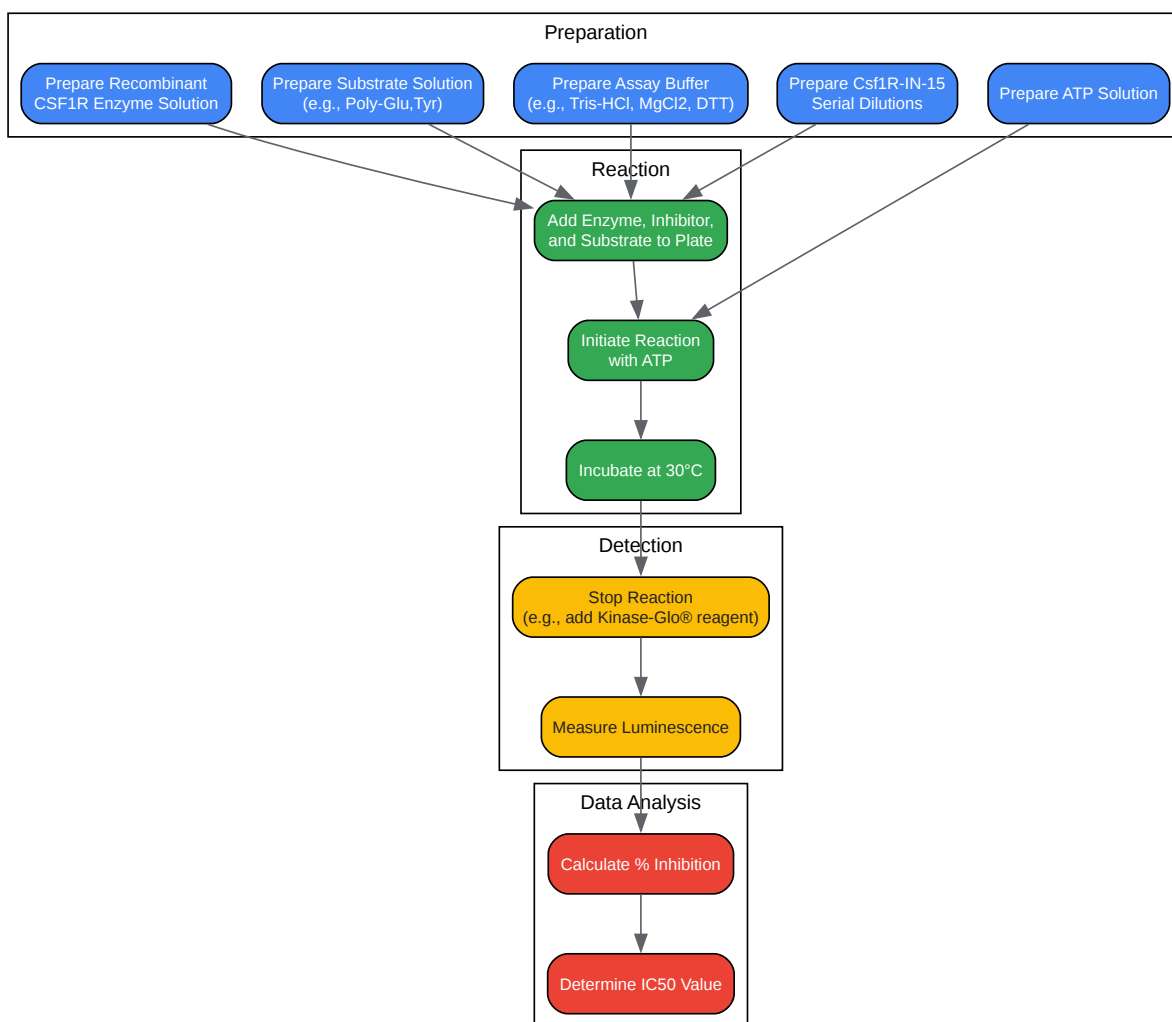 Preparation
Prepare Recombinant
CSF1R Enzyme Solution
Prepare Substrate Solution
(e.g., Poly-Glu,Tyr)
Prepare Assay Buffer
(e.g., Tris-HCl, MgCl2, DTT)
Prepare Csf1R-IN-15
Serial Dilutions
Prepare ATP Solution
Reaction
Add Enzyme, Inhibitor,
and Substrate to Plate
Initiate Reaction
with ATP
Incubate at 30°C
Detection
Stop Reaction
(e.g., add Kinase-Glo® reagent)
Measure Luminescence
Data Analysis
Calculate % Inhibition
Determine IC50 Value